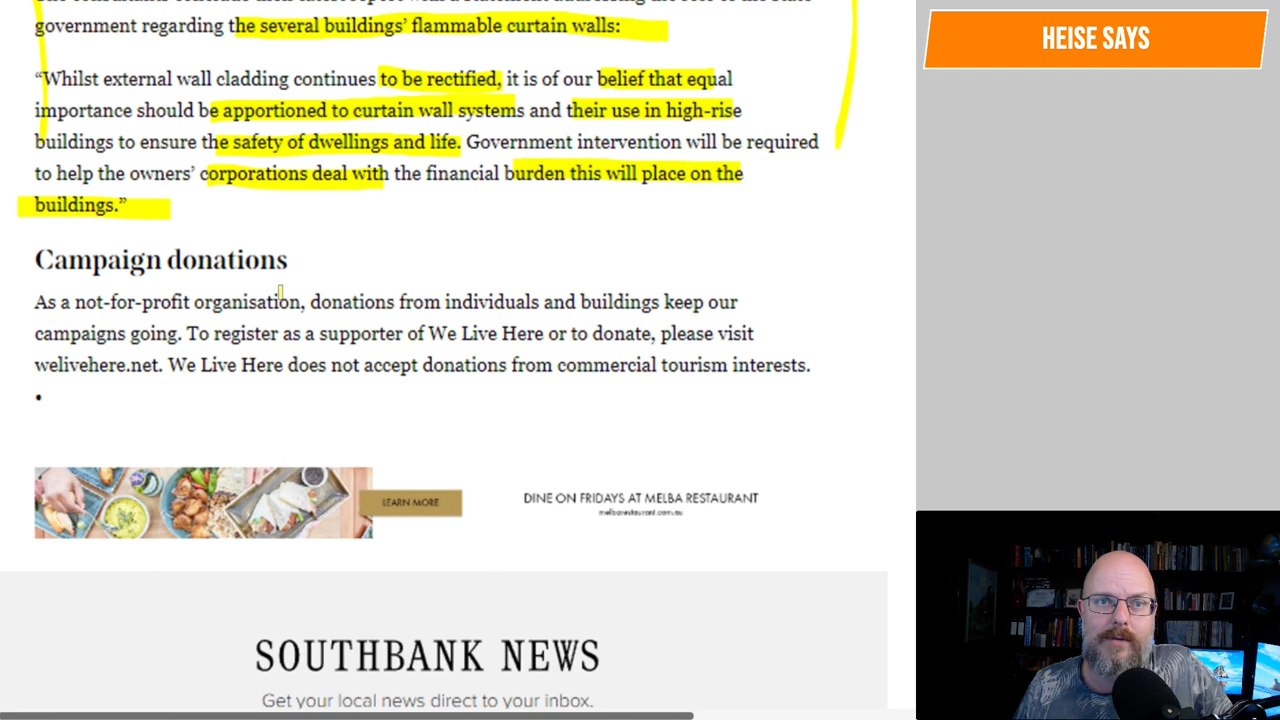 government regarding the several buildings’ flammable curtain walls:
“Whilst external wall cladding continues to be rectified, it is of our belief that equal
importance should be apportioned to curtain wall systems and their use in high-rise
buildings to ensure the safety of dwellings and life. Government intervention will be required
to help the owners’ corporations deal with the financial burden this will place on the
buildings.”
Campaign donations
As a not-for-profit organisation, donations from individuals and buildings keep our
campaigns going. To register as a supporter of We Live Here or to donate, please visit
welivehere.net. We Live Here does not accept donations from commercial tourism interests.
•
LEARN MORE
DINE ON FRIDAYS AT MELBA RESTAURANT
melbarestaurant.com.au
SOUTHBANK NEWS
Get your local news direct to your inbox.
HEISE SAYS